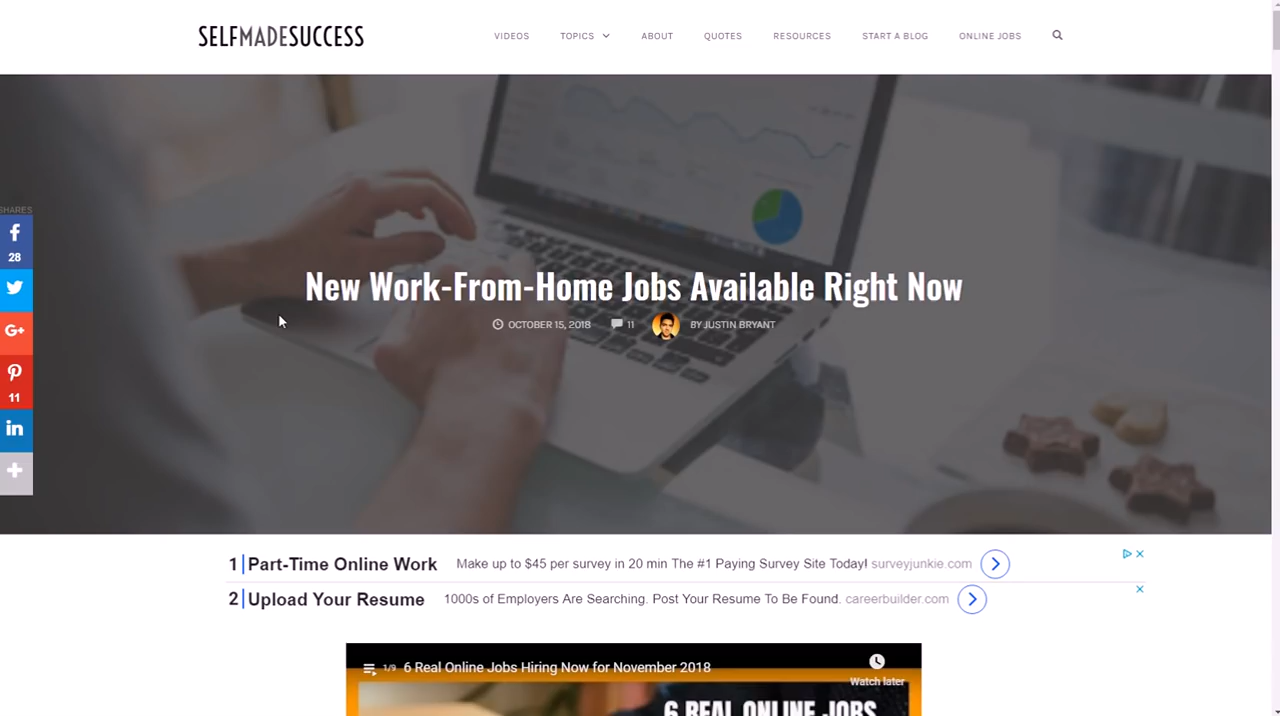 SELFMADESUCCESS
VIDEOS TOPICS ABOUT QUOTES RESOURCES START A BLOG ONLINE JOBS
SHARES
28
11
New Work-From-Home Jobs Available Right Now
OCTOBER 15, 2018 11 BY JUSTIN BRYANT
1 Part-Time Online Work Make up to $45 per survey in 20 min The #1 Paying Survey Site Today! surveyjunkie.com
2 Upload Your Resume 1000s of Employers Are Searching. Post Your Resume To Be Found. careerbuilder.com
1/9 6 Real Online Jobs Hiring Now for November 2018
Watch later
6 REAL ONLINE JOBS